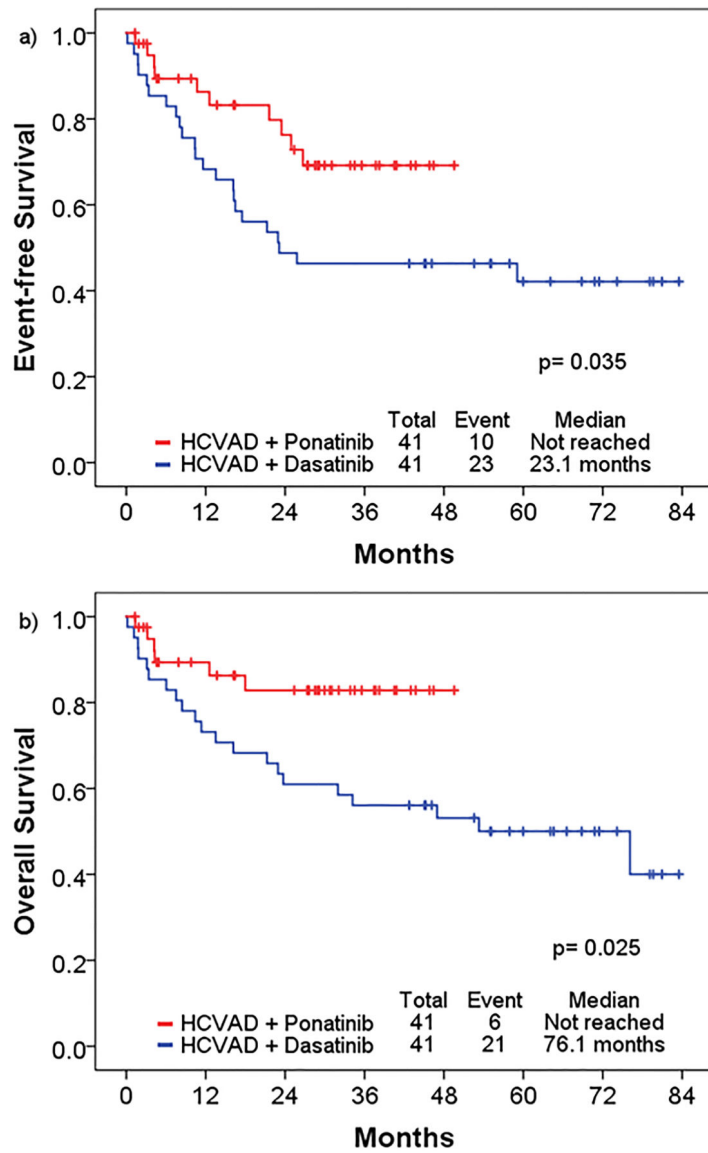 a)
1.0
0.8
0.6
0.4
0.2
0.0
Event-free Survival
p= 0.035
Total Event Median
HCVAD + Ponatinib 41 10 Not reached
HCVAD + Dasatinib 41 23 23.1 months
0 12 24 36 48 60 72 84
Months
b)
1.0
0.8
0.6
0.4
0.2
0.0
Overall Survival
p= 0.025
Total Event Median
HCVAD + Ponatinib 41 6 Not reached
HCVAD + Dasatinib 41 21 76.1 months
0 12 24 36 48 60 72 84
Months